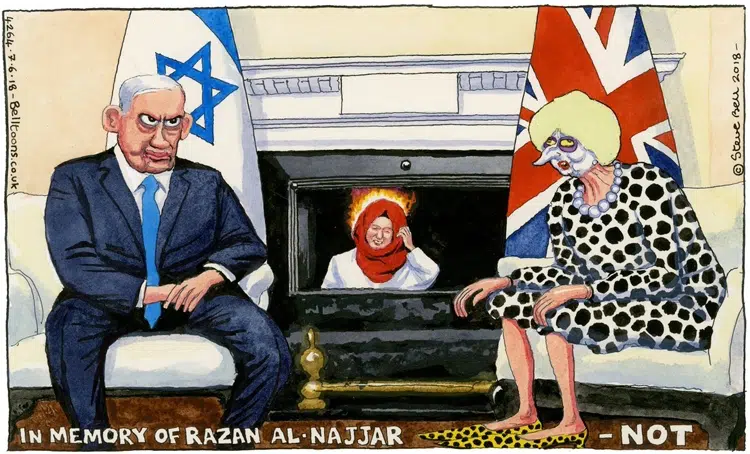 4264 · 7 · 6 · 18 – Belltoons.co.uk
© Steve Bell 2018 –
IN MEMORY OF RAZAN AL-NAJJAR – NOT